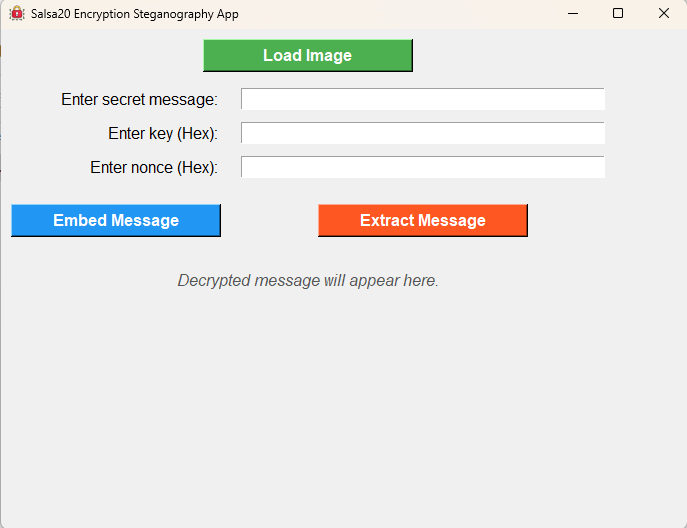 Salsa20 Encryption Steganography App
Load Image
Enter secret message:
Enter key (Hex):
Enter nonce (Hex):
Embed Message Extract Message
Decrypted message will appear here.